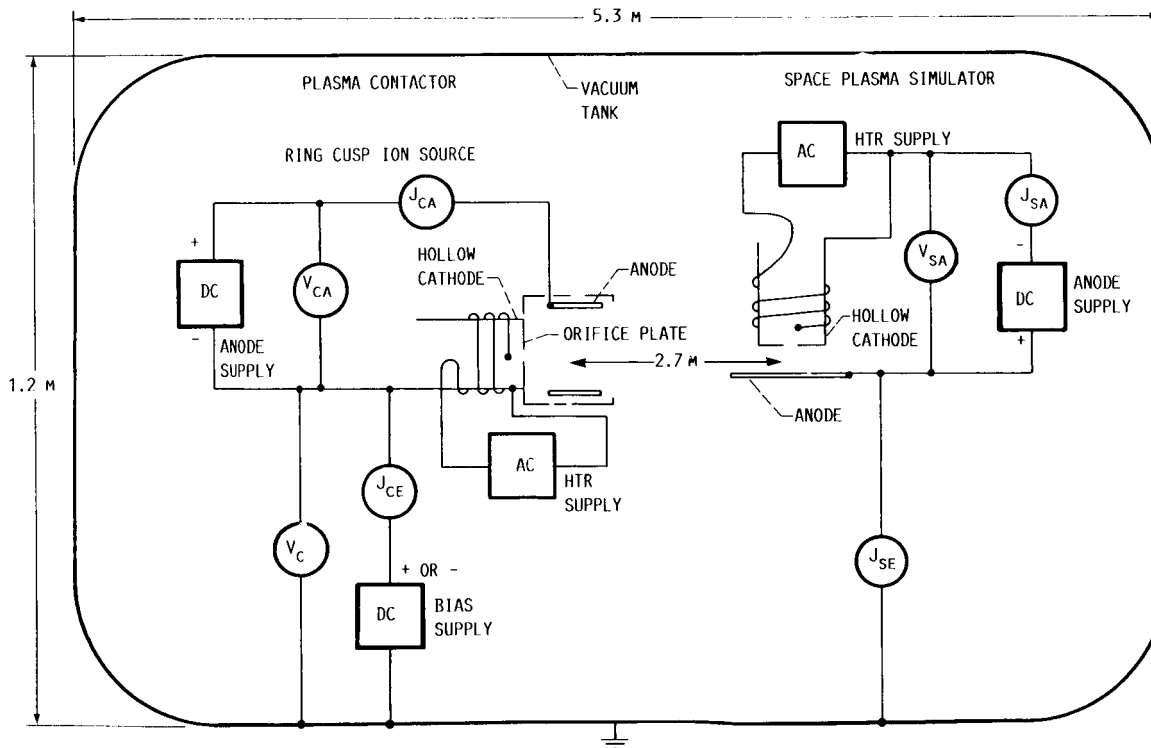 5.3 M
PLASMA CONTACTOR
VACUUM
TANK
SPACE PLASMA SIMULATOR
RING CUSP ION SOURCE
AC
HTR SUPPLY
J_CA
J_SA
+
-
HOLLOW
CATHODE
ANODE
V_CA
V_SA
DC
DC
ANODE
SUPPLY
-
+
ANODE
SUPPLY
ORIFICE PLATE
HOLLOW
CATHODE
2.7 M
1.2 M
ANODE
AC
HTR
SUPPLY
J_CE
V_C
J_SE
+ OR -
DC
BIAS
SUPPLY